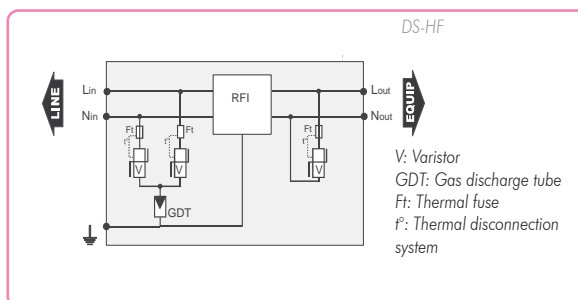 DS-HF
LINE
Lin
Nin
RFI
Lout
Nout
EQUIP
Ft
Ft
Ft
t°
t°
t°
V
V
V
GDT
V: Varistor
GDT: Gas discharge tube
Ft: Thermal fuse
t°: Thermal disconnection
system